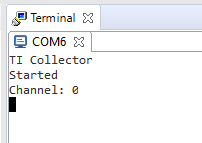 Terminal
COM6
TI Collector
Started
Channel: 0